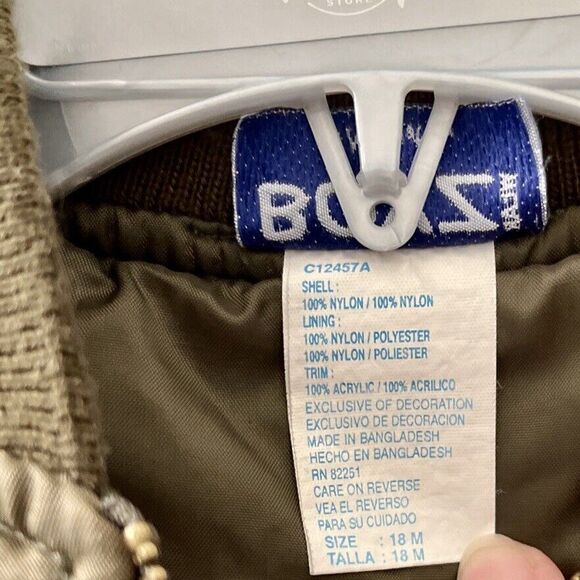 STORE
C12457A
SHELL :
100% NYLON / 100% NYLON
LINING :
100% NYLON / POLYESTER
100% NYLON / POLIESTER
TRIM :
100% ACRYLIC / 100% ACRILICO
EXCLUSIVE OF DECORATION
EXCLUSIVO DE DECORACION
MADE IN BANGLADESH
HECHO EN BANGLADESH
RN 82251
CARE ON REVERSE
VEA EL REVERSO
PARA SU CUIDADO
SIZE : 18 M
TALLA : 18 M